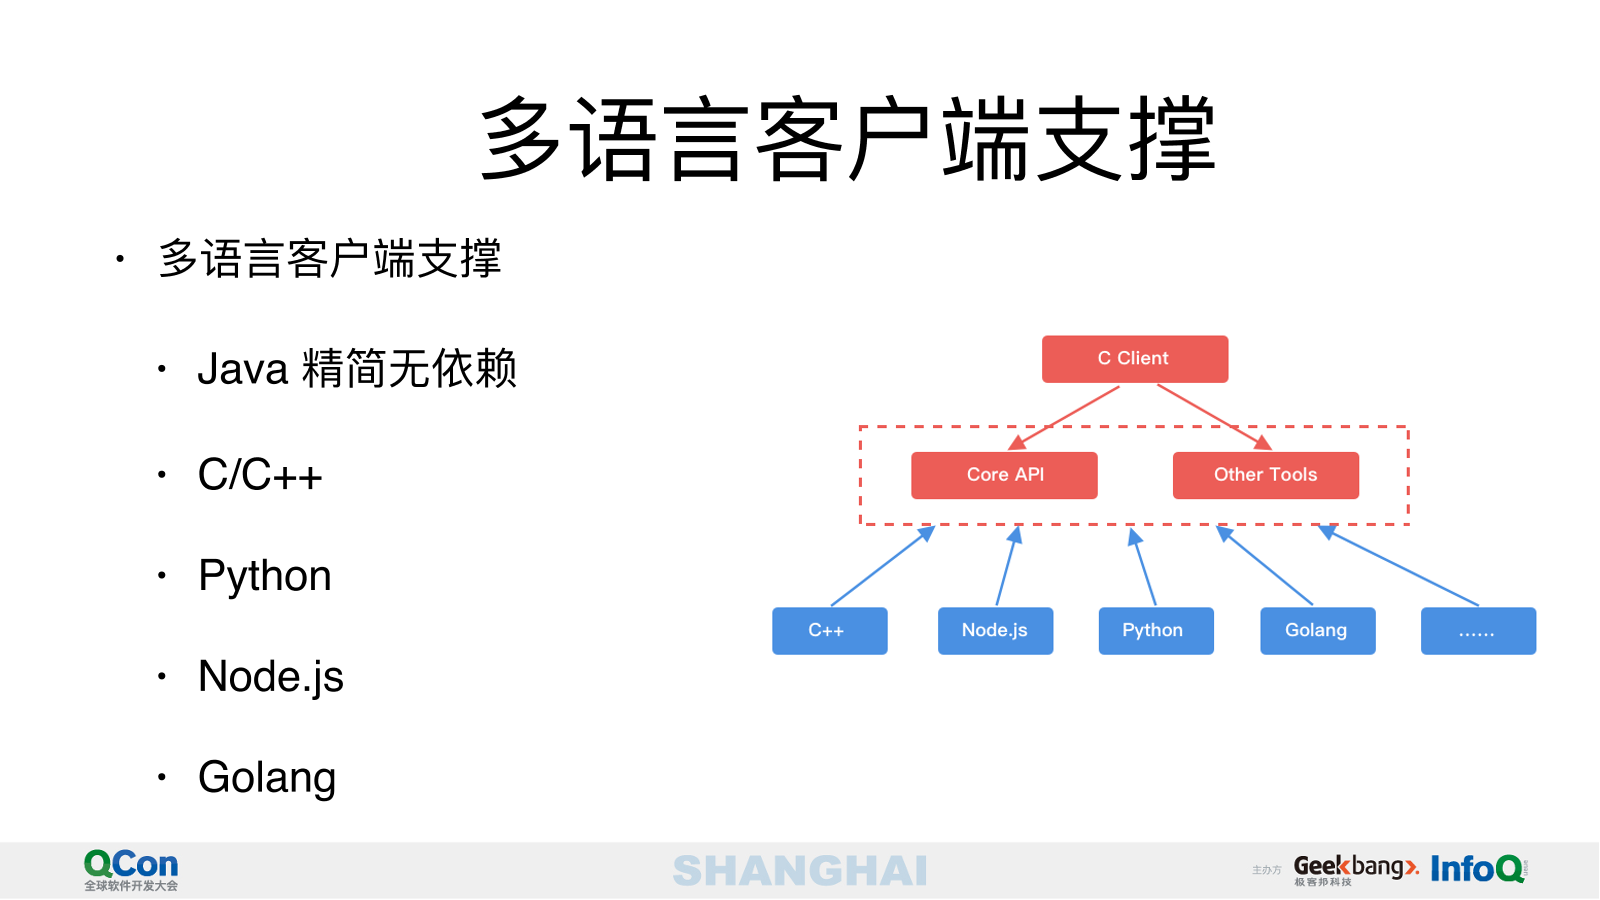 多语言客户端支撑
• 多语言客户端支撑
• Java 精简无依赖
• C/C++
• Python
• Node.js
• Golang
C Client
Core API
Other Tools
C++
Node.js
Python
Golang
......
QCon
全球软件开发大会
SHANGHAI
主办方
Geekbang>.
极客邦科技
InfoQ